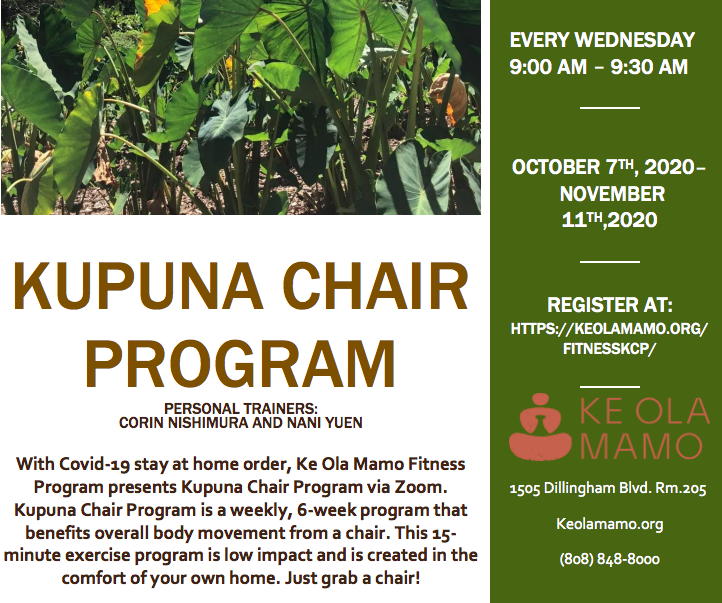 KUPUNA CHAIR
PROGRAM
PERSONAL TRAINERS:
CORIN NISHIMURA AND NANI YUEN
With Covid-19 stay at home order, Ke Ola Mamo Fitness
Program presents Kupuna Chair Program via Zoom.
Kupuna Chair Program is a weekly, 6-week program that
benefits overall body movement from a chair. This 15-
minute exercise program is low impact and is created in the
comfort of your own home. Just grab a chair!
EVERY WEDNESDAY
9:00 AM – 9:30 AM
OCTOBER 7TH, 2020–
NOVEMBER
11TH,2020
REGISTER AT:
HTTPS://KEOLAMAMO.ORG/
FITNESSKCP/
KE OLA
MAMO
1505 Dillingham Blvd. Rm.205
Keolamamo.org
(808) 848-8000